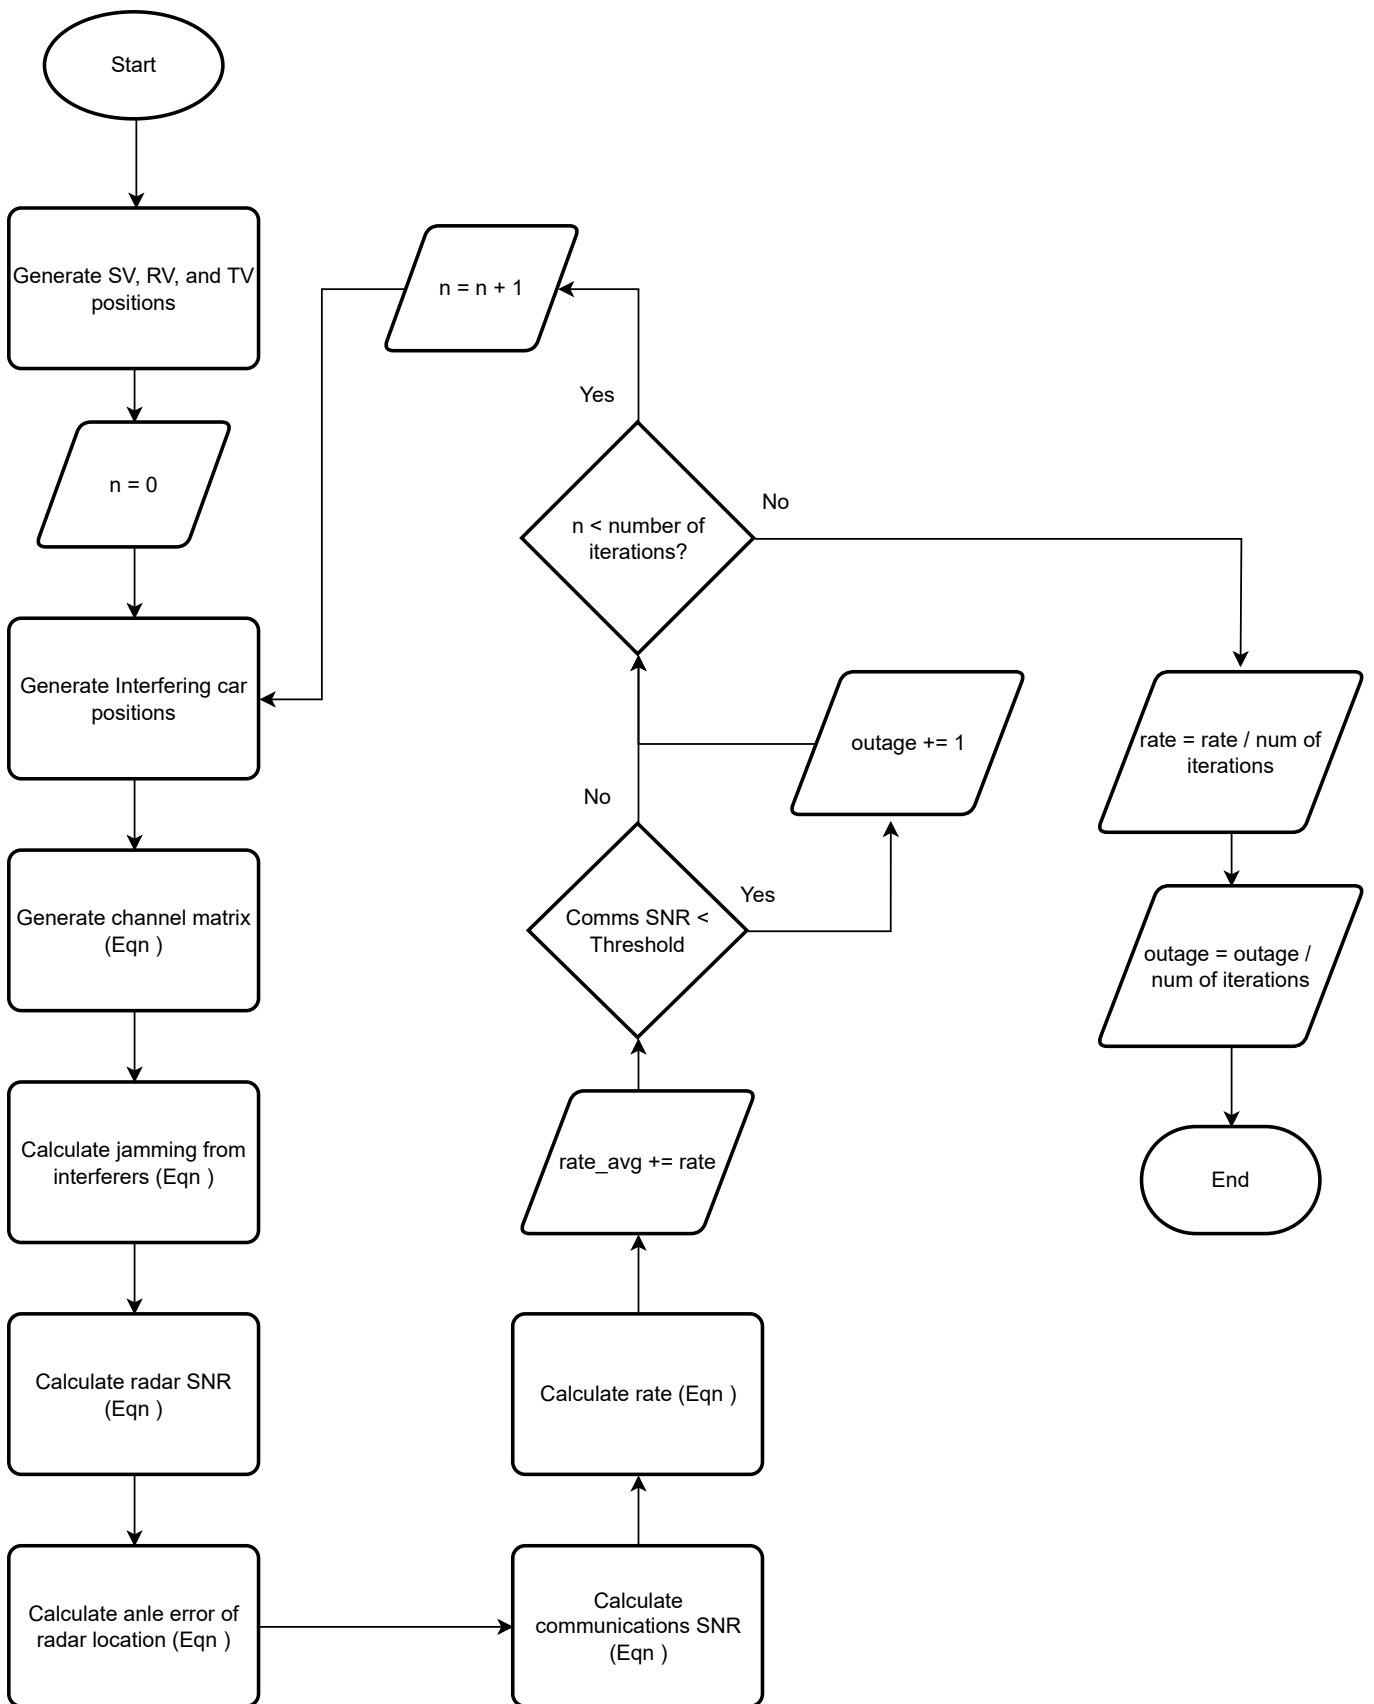 Start
Generate SV, RV, and TV
positions
n = 0
Generate Interfering car
positions
Generate channel matrix
(Eqn )
Calculate jamming from
interferers (Eqn )
Calculate radar SNR
(Eqn )
Calculate anle error of
radar location (Eqn )
Calculate
communications SNR
(Eqn )
Calculate rate (Eqn )
rate_avg += rate
Comms SNR <
Threshold
Yes
outage += 1
No
n < number of
iterations?
Yes
n = n + 1
No
rate = rate / num of
iterations
outage = outage /
num of iterations
End